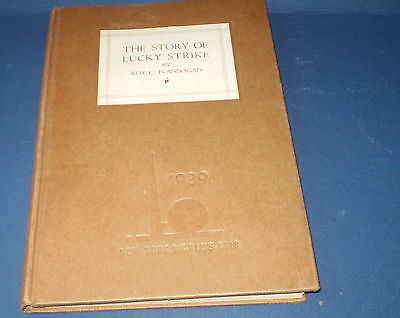 THE STORY OF
LUCKY STRIKE
BY
ROY C. FLANNAGAN
1939
NEW YORK WORLD'S FAIR